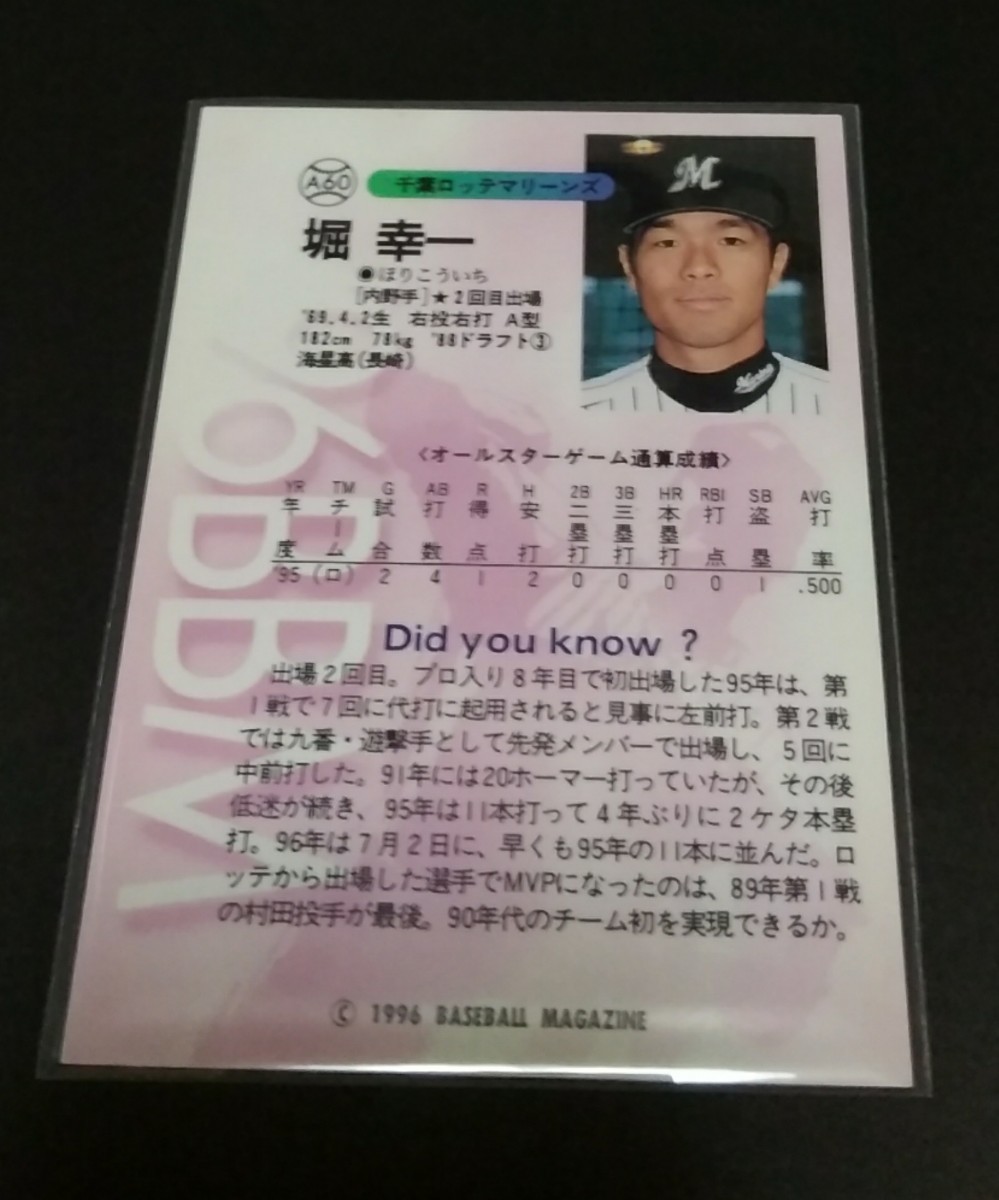 A60 千葉ロッテマリーンズ
M
堀 幸一
●ほりこういち
[内野手]★2回目出場
'69.4.2生 右投右打 A型
182cm 78kg '88ドラフト③
海星高(長崎)
Marines
'96BBM
〈オールスターゲーム通算成績〉
YR TM G AB R H 2B 3B HR RBI SB AVG
年度 チーム 試合 打数 得点 安打 二塁打 三塁打 本塁打 打点 盗塁 打率
'95 (ロ) 2 4 1 2 0 0 0 0 1 .500
Did you know ?
出場2回目。プロ入り8年目で初出場した95年は、第
1戦で7回に代打に起用されると見事に左前打。第2戦
では九番・遊撃手として先発メンバーで出場し、5回に
中前打した。91年には20ホーマー打っていたが、その後
低迷が続き、95年は11本打って4年ぶりに2ケタ本塁
打。96年は7月2日に、早くも95年の11本に並んだ。ロ
ッテから出場した選手でMVPになったのは、89年第1戦
の村田投手が最後。90年代のチーム初を実現できるか。
© 1996 BASEBALL MAGAZINE